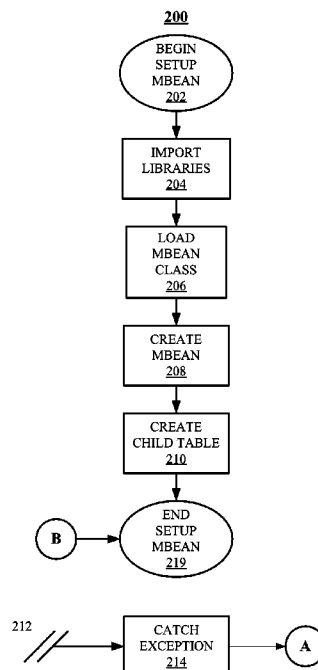 200
BEGIN
SETUP
MBEAN
202
IMPORT
LIBRARIES
204
LOAD
MBEAN
CLASS
206
CREATE
MBEAN
208
CREATE
CHILD TABLE
210
B
END
SETUP
MBEAN
219
212
CATCH
EXCEPTION
214
A